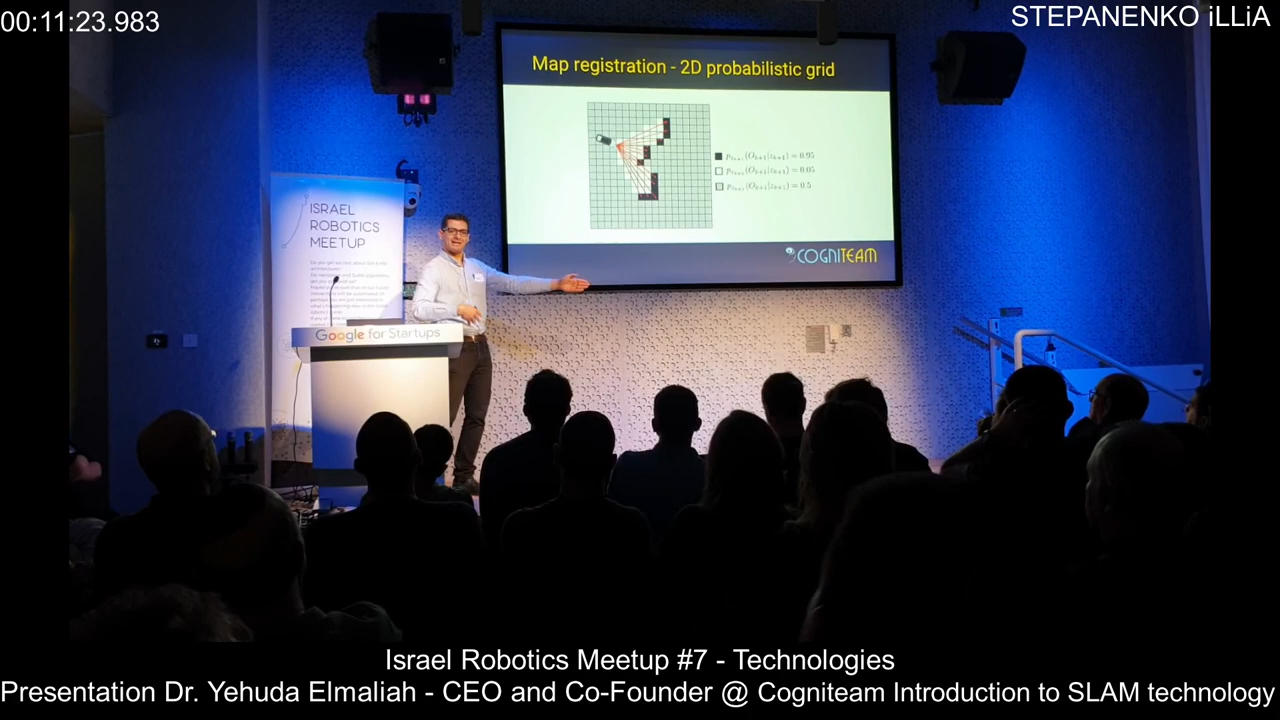 00:11:23.983
STEPANENKO iLLiA
Map registration - 2D probabilistic grid
COGNITEAM
ISRAEL
ROBOTICS
MEETUP
Google for Startups
Israel Robotics Meetup #7 - Technologies
Presentation Dr. Yehuda Elmaliah - CEO and Co-Founder @ Cogniteam Introduction to SLAM technology